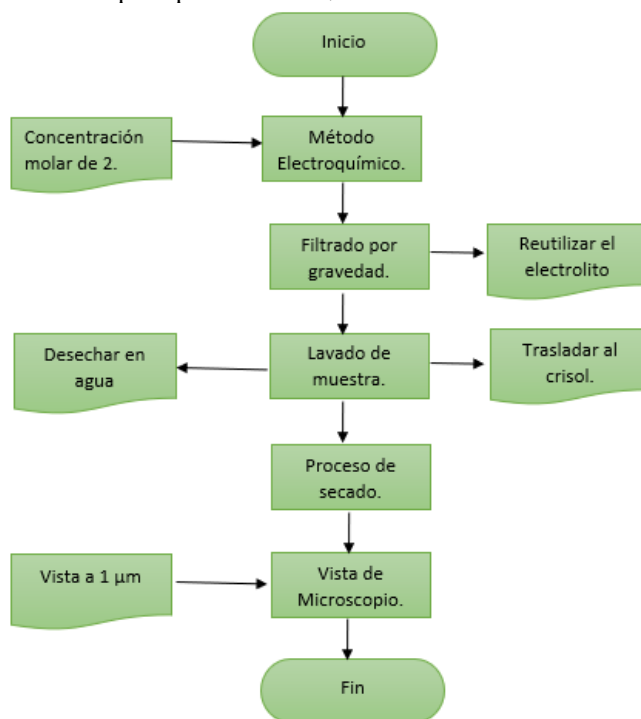 Inicio
Concentración
molar de 2.
Método
Electroquímico.
Filtrado por
gravedad.
Reutilizar el
electrolito
Desechar en
agua
Lavado de
muestra.
Trasladar al
crisol.
Proceso de
secado.
Vista a 1 µm
Vista de
Microscopio.
Fin